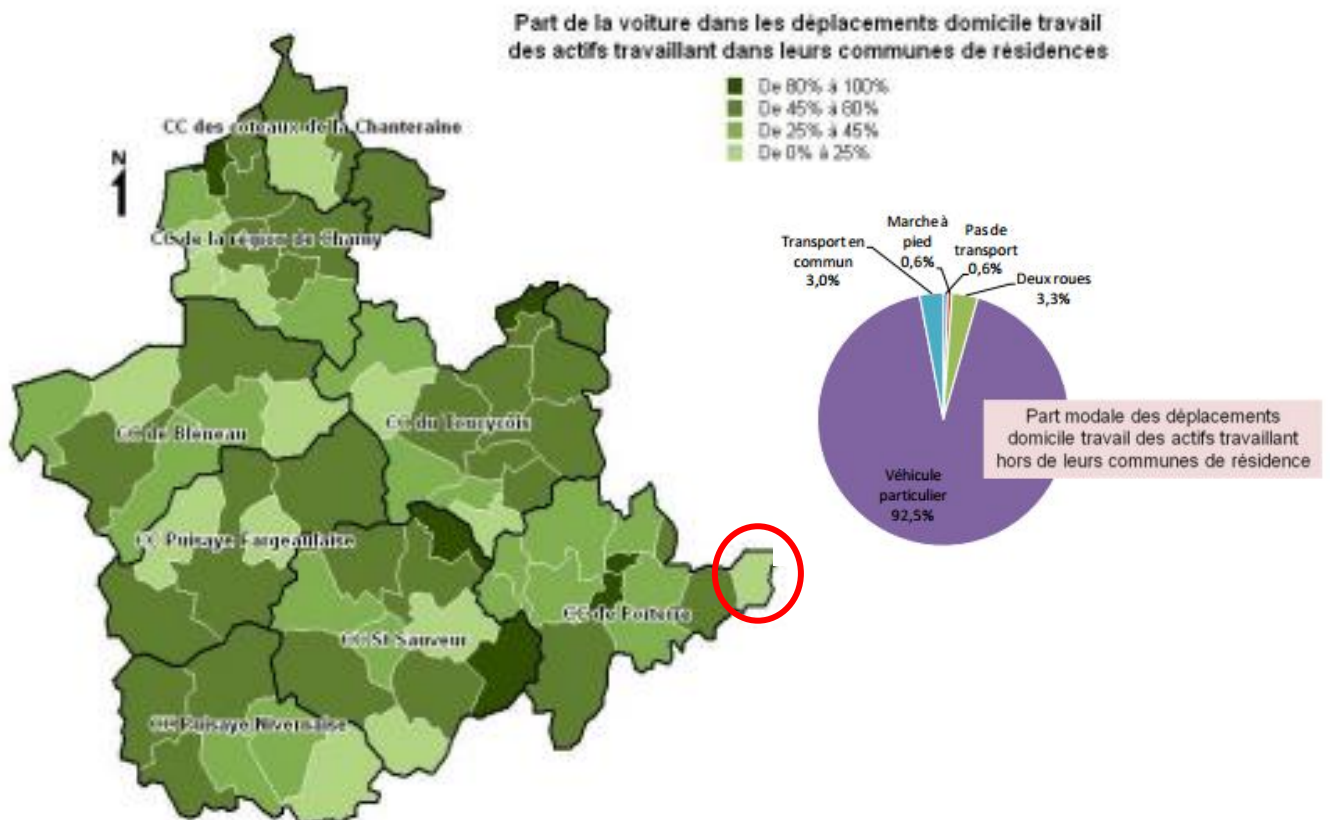 Part de la voiture dans les déplacements domicile travail
des actifs travaillant dans leurs communes de résidences
De 80% à 100%
De 45% à 80%
De 25% à 45%
De 0% à 25%
CC des coteaux de la Chanteraine
N
CC de la région de Charny
CC de Bléneau
CC du Toucycois
CC Puisaye Fargeaulaise
CC de Forterre
CC St Sauveur
CC Puisaye Nivernaise
Transport en
commun
3,0%
Marche à
pied
0,6%
Pas de
transport
0,6%
Deux roues
3,3%
Véhicule
particulier
92,5%
Part modale des déplacements
domicile travail des actifs travaillant
hors de leurs communes de résidence